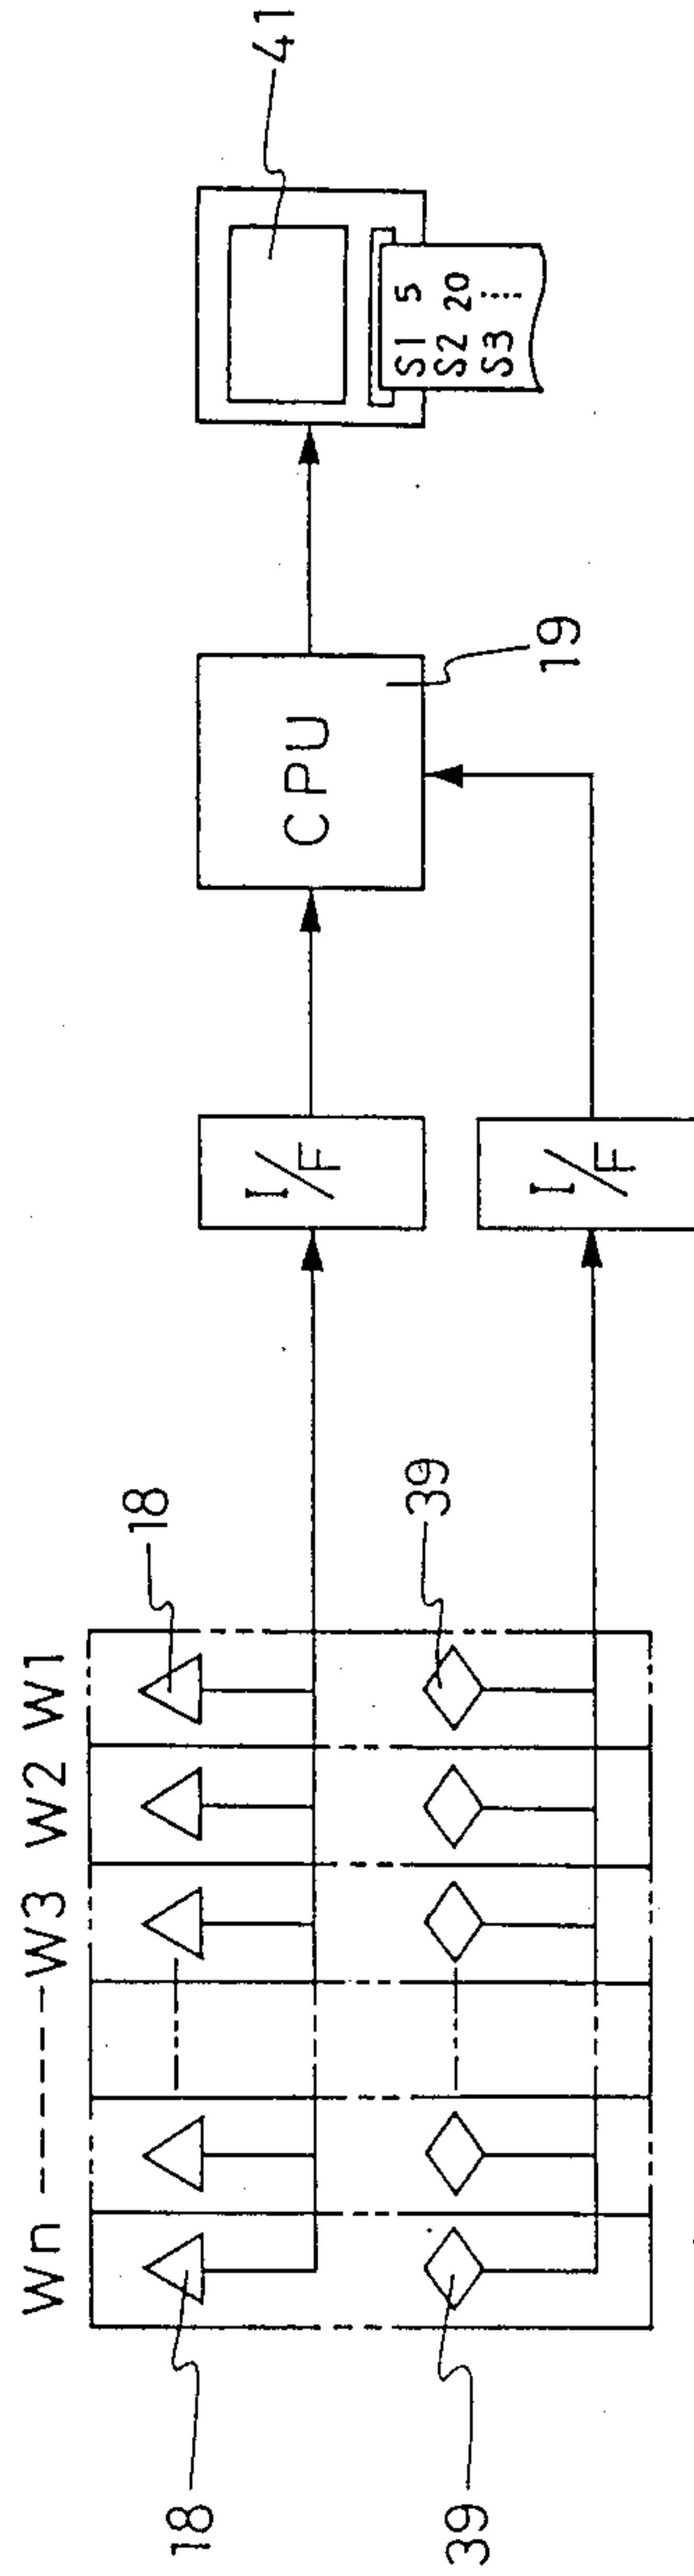 Wn ------W3 W2 W1
18
18
39
39
I/F
I/F
CPU
19
41
S1 5
S2 20
S3 ⋮